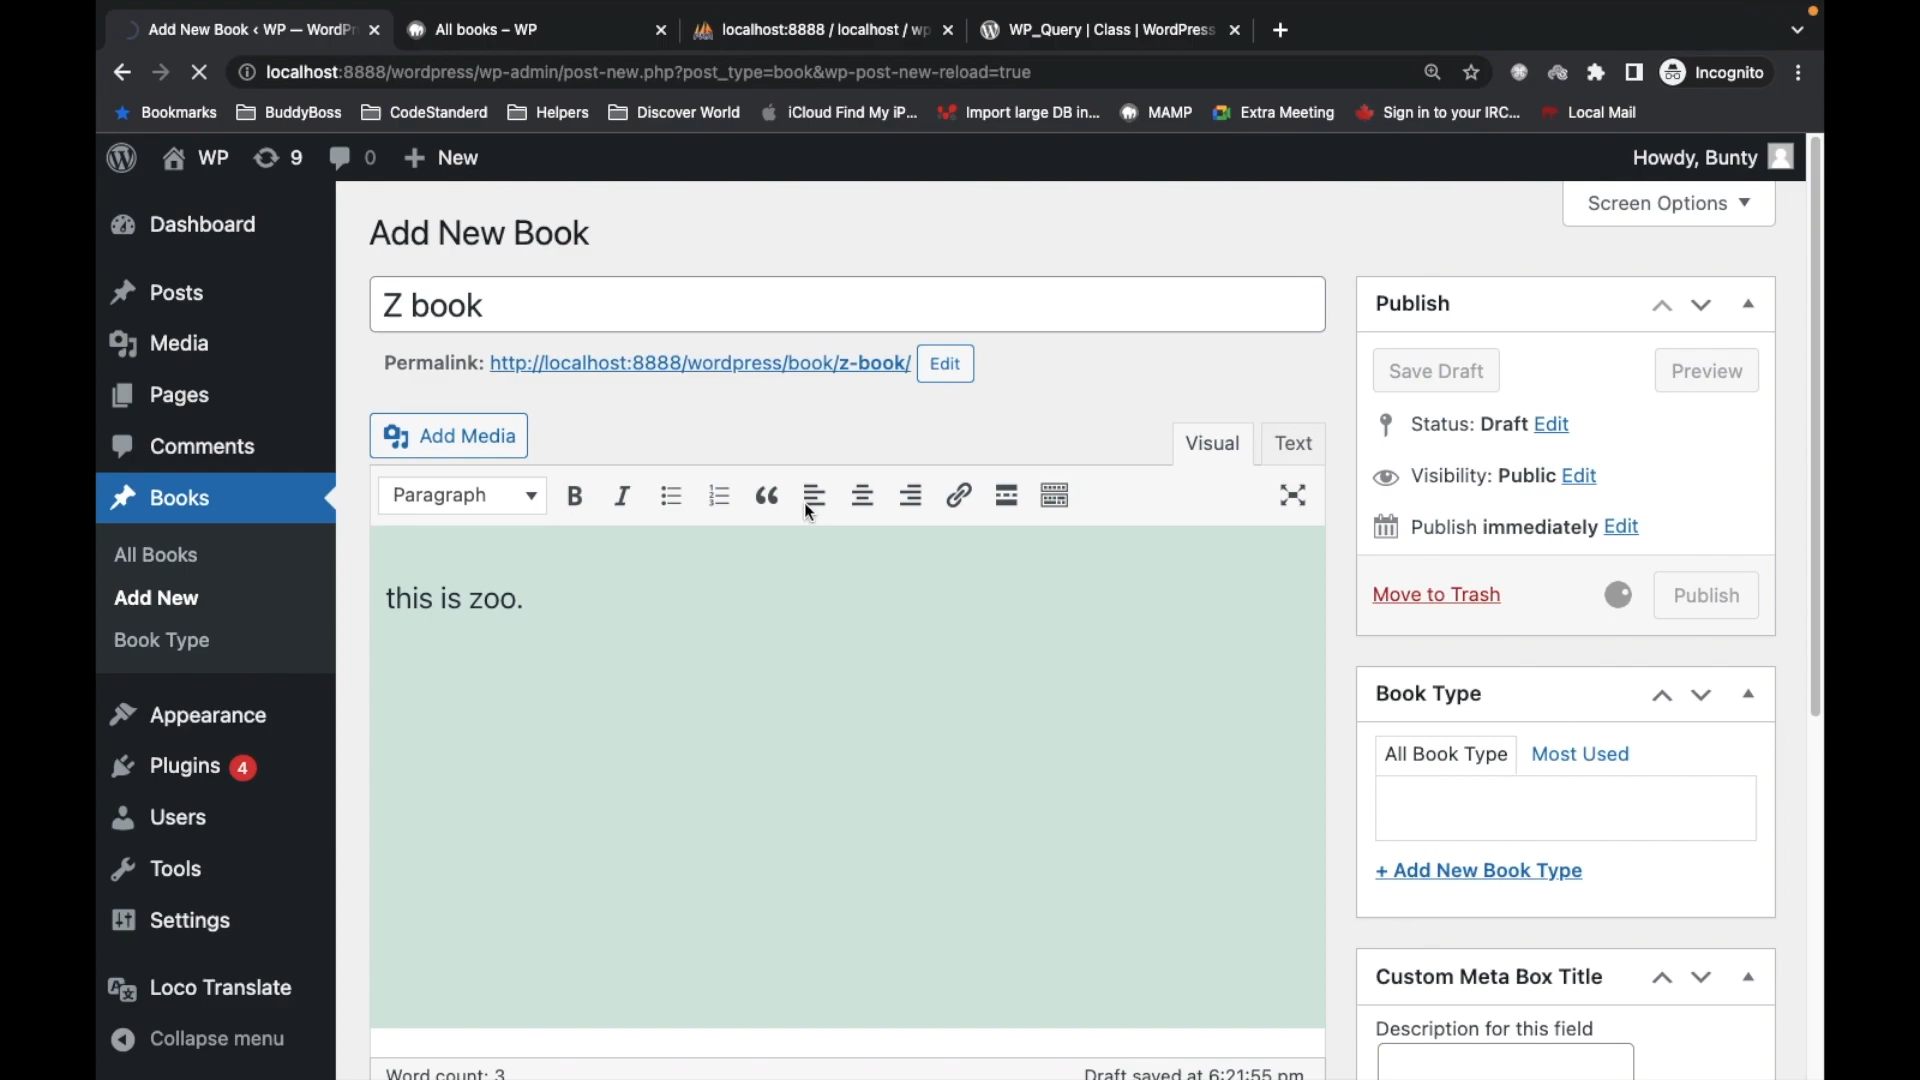 Add New Book ‹ WP — WordPr
All books – WP
localhost:8888 / localhost / wp
WP_Query | Class | WordPress
localhost:8888/wordpress/wp-admin/post-new.php?post_type=book&wp-post-new-reload=true
Incognito
Bookmarks
BuddyBoss
CodeStanderd
Helpers
Discover World
iCloud Find My iP...
Import large DB in...
MAMP
Extra Meeting
Sign in to your IRC...
Local Mail
WP
9
0
New
Howdy, Bunty
Dashboard
Posts
Media
Pages
Comments
Books
All Books
Add New
Book Type
Appearance
Plugins 4
Users
Tools
Settings
Loco Translate
Collapse menu
Screen Options
Add New Book
Z book
Permalink: http://localhost:8888/wordpress/book/z-book/ Edit
Add Media
Visual
Text
Paragraph
this is zoo.
Word count: 3
Draft saved at 6:21:55 pm.
Publish
Save Draft
Preview
Status: Draft Edit
Visibility: Public Edit
Publish immediately Edit
Move to Trash
Publish
Book Type
All Book Type
Most Used
+ Add New Book Type
Custom Meta Box Title
Description for this field